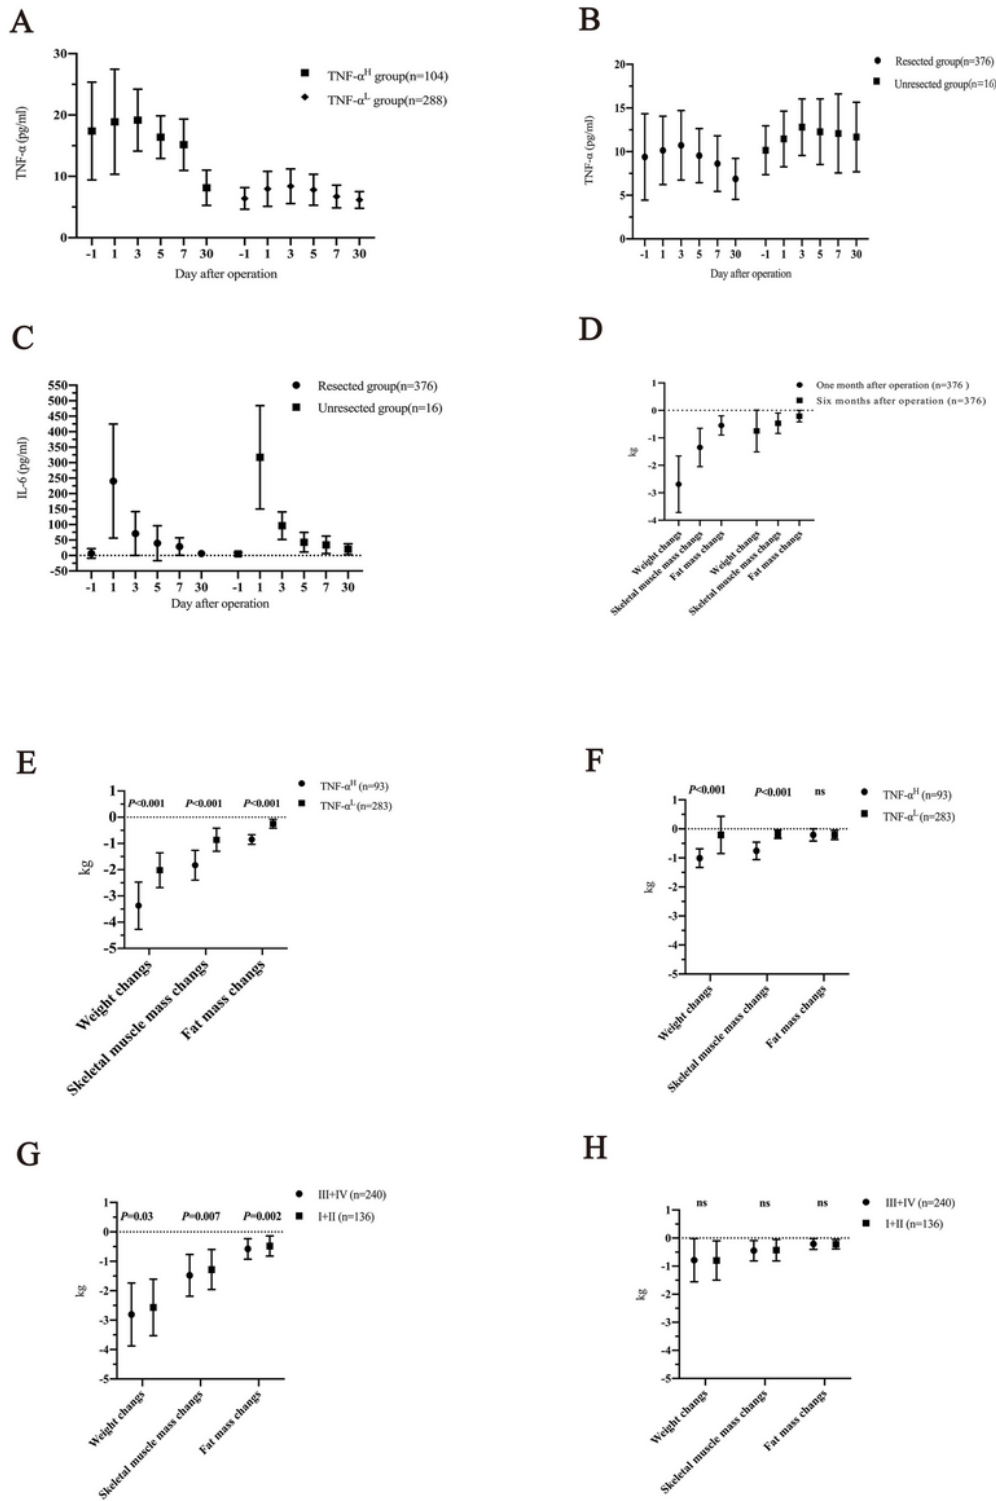 A
30
20
10
0
TNF-α (pg/ml)
TNF-αH group(n=104)
TNF-αL group(n=288)
-1 1 3 5 7 30 -1 1 3 5 7 30
Day after operation
B
20
15
10
5
0
TNF-α (pg/ml)
Resected group(n=376)
Unresected group(n=16)
-1 1 3 5 7 30 -1 1 3 5 7 30
Day after operation
C
550
500
450
400
350
300
250
200
150
100
50
0
-50
IL-6 (pg/ml)
Resected group(n=376)
Unresected group(n=16)
-1 1 3 5 7 30 -1 1 3 5 7 30
Day after operation
D
1
0
-1
-2
-3
-4
kg
One month after operation (n=376 )
Six months after operation (n=376)
Weight changs
Skeletal muscle mass changs
Fat mass changs
Weight changs
Skeletal muscle mass changs
Fat mass changs
E
1
0
-1
-2
-3
-4
-5
kg
P<0.001 P<0.001 P<0.001
TNF-αH (n=93)
TNF-αL (n=283)
Weight changs
Skeletal muscle mass changs
Fat mass changs
F
1
0
-1
-2
-3
-4
-5
kg
P<0.001 P<0.001 ns
TNF-αH (n=93)
TNF-αL (n=283)
Weight changs
Skeletal muscle mass changs
Fat mass changs
G
1
0
-1
-2
-3
-4
-5
kg
P=0.03 P=0.007 P=0.002
III+IV (n=240)
I+II (n=136)
Weight changs
Skeletal muscle mass changs
Fat mass changs
H
1
0
-1
-2
-3
-4
-5
kg
ns ns ns
III+IV (n=240)
I+II (n=136)
Weight changs
Skeletal muscle mass changs
Fat mass changs